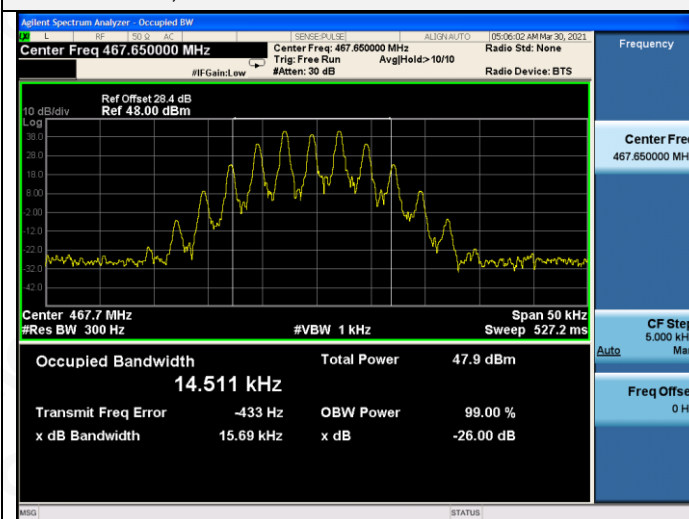 Agilent Spectrum Analyzer - Occupied BW
L RF 50 Ω AC SENSE:PULSE ALIGN AUTO 05:06:02 AM Mar 30, 2021
Center Freq 467.650000 MHz
Center Freq: 467.650000 MHz Radio Std: None
Trig: Free Run Avg|Hold:>10/10
#IFGain:Low #Atten: 30 dB Radio Device: BTS
Ref Offset 28.4 dB
10 dB/div Ref 48.00 dBm
Log
38.0
28.0
18.0
8.00
-2.00
-12.0
-22.0
-32.0
-42.0
Center 467.7 MHz Span 50 kHz
#Res BW 300 Hz #VBW 1 kHz Sweep 527.2 ms
Occupied Bandwidth Total Power 47.9 dBm
14.511 kHz
Transmit Freq Error -433 Hz OBW Power 99.00 %
x dB Bandwidth 15.69 kHz x dB -26.00 dB
MSG STATUS
Frequency
Center Fre
467.650000 MH
CF Ste
5.000 kH
Auto Ma
Freq Offse
0 H